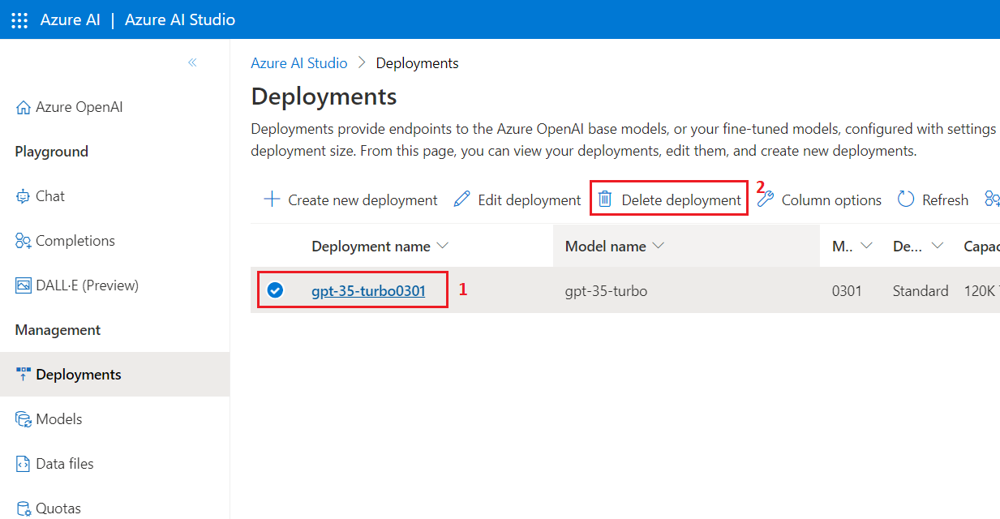 Azure AI | Azure AI Studio
Azure OpenAI
Playground
Chat
Completions
DALL·E (Preview)
Management
Deployments
Models
Data files
Quotas
Azure AI Studio > Deployments
Deployments
Deployments provide endpoints to the Azure OpenAI base models, or your fine-tuned models, configured with settings
deployment size. From this page, you can view your deployments, edit them, and create new deployments.
Create new deployment Edit deployment Delete deployment 2 Column options Refresh
Deployment name Model name M.. De... Capac
gpt-35-turbo0301 1 gpt-35-turbo 0301 Standard 120K